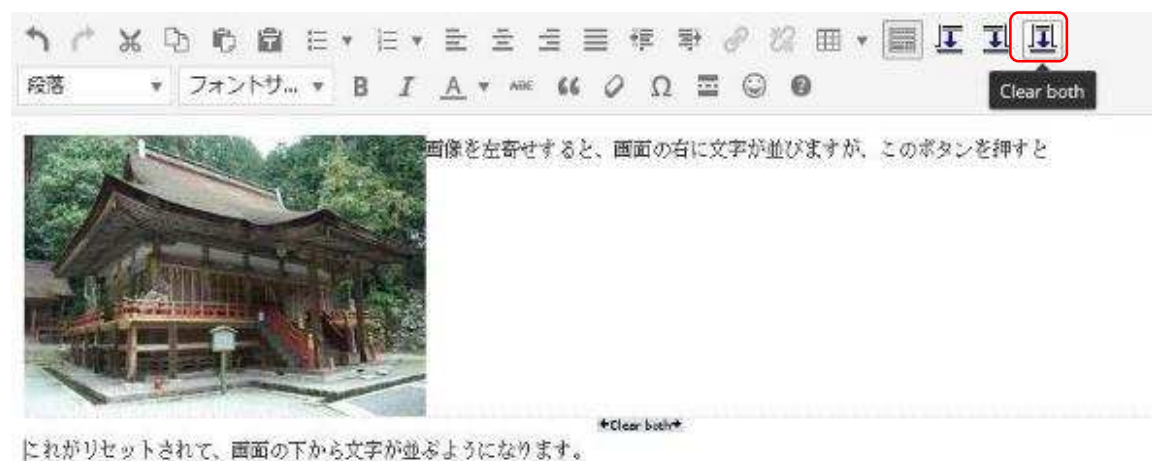 段落
フォントサ...
B I A ABC
Clear both
画像を左寄せすると、画面の右に文字が並びますが、このボタンを押すと
+Clear both+
これがリセットされて、画面の下から文字が並ぶようになります。